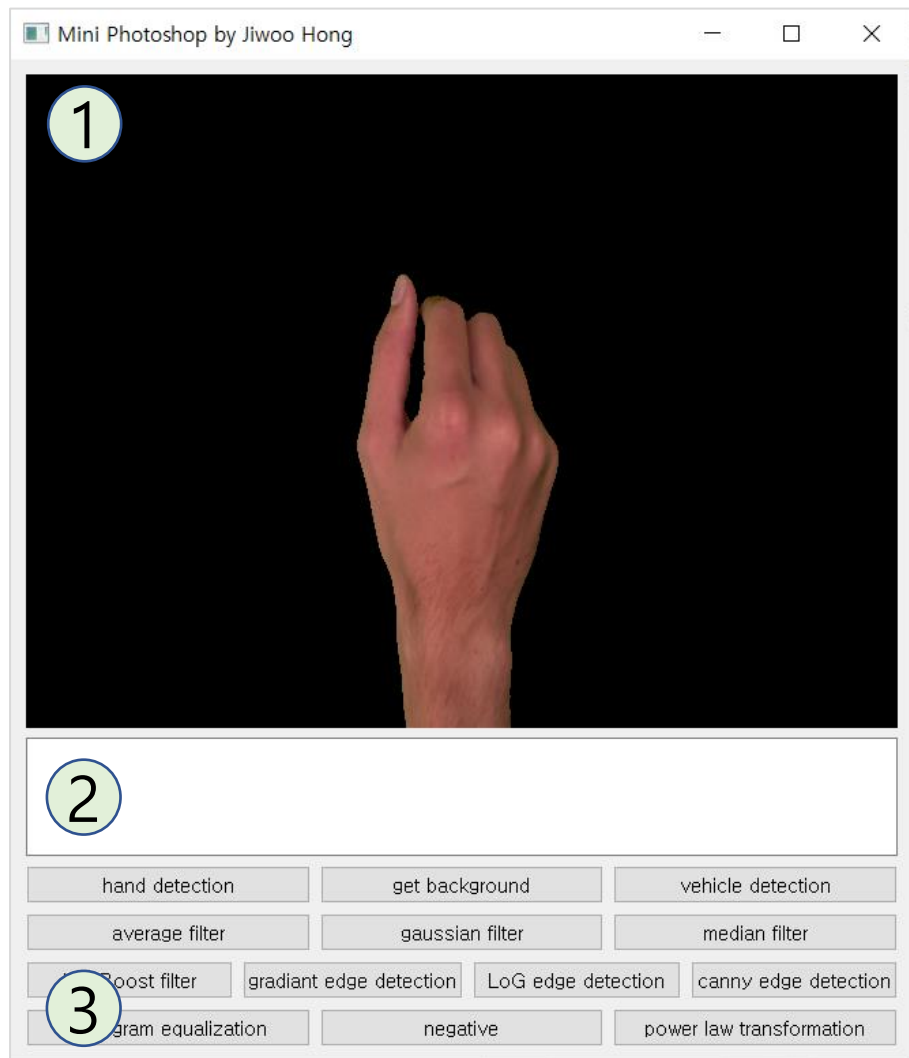 Mini Photoshop by Jiwoo Hong
1
2
hand detection get background vehicle detection
average filter gaussian filter median filter
Boost filter gradiant edge detection LoG edge detection canny edge detection
3
gram equalization negative power law transformation